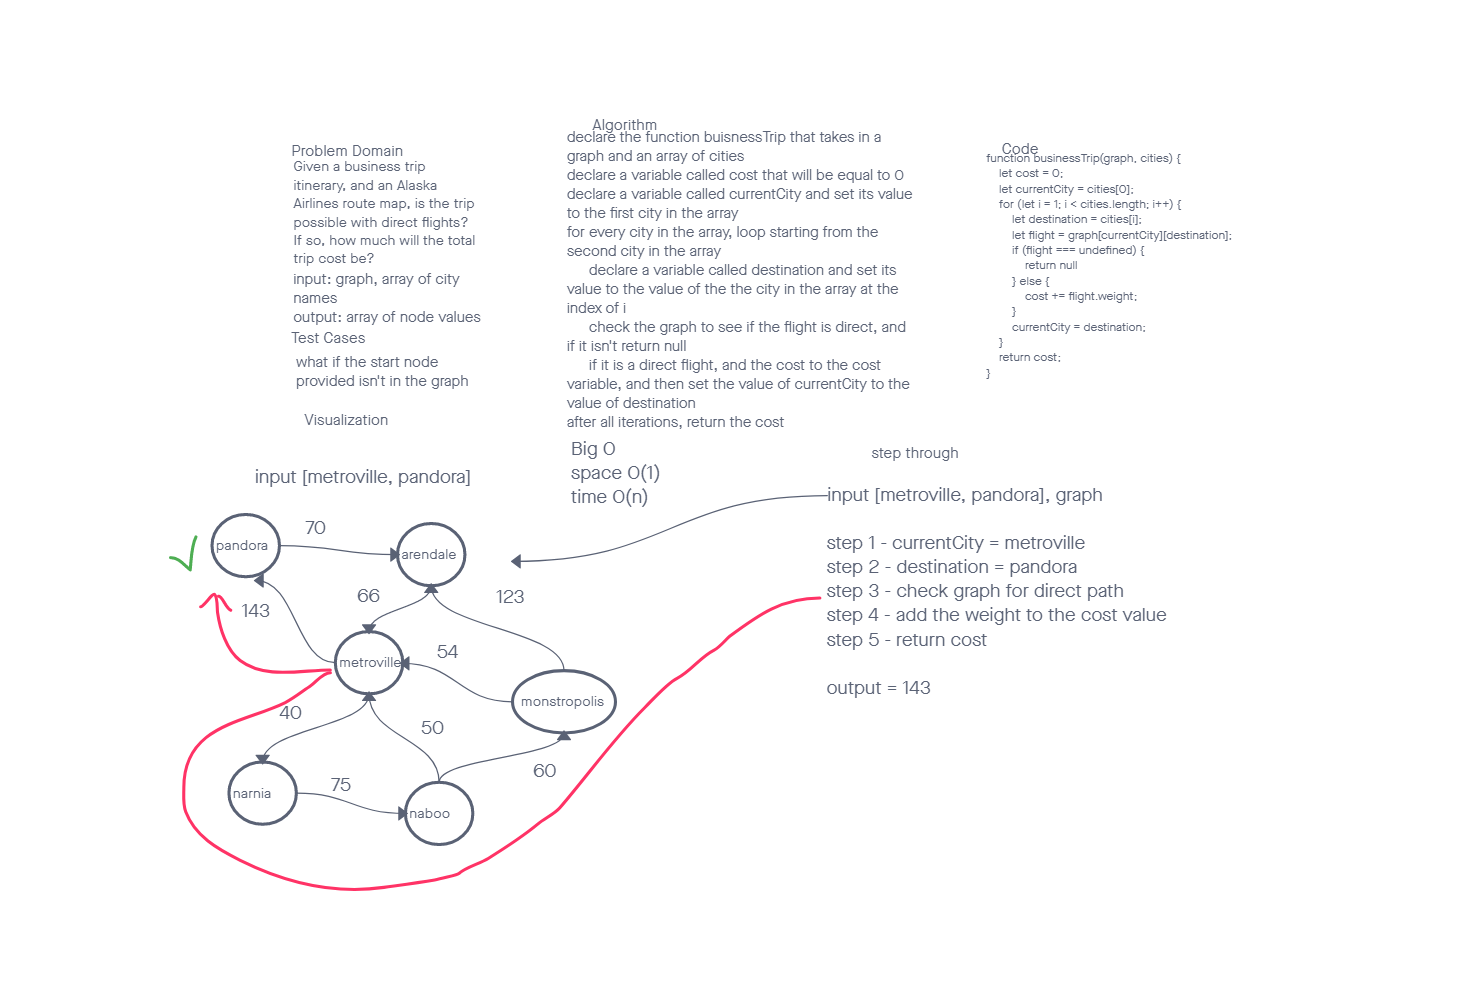 Problem Domain
Given a business trip
itinerary, and an Alaska
Airlines route map, is the trip
possible with direct flights?
If so, how much will the total
trip cost be?
input: graph, array of city
names
output: array of node values
Test Cases
what if the start node
provided isn't in the graph
Visualization
Algorithm
declare the function buisnessTrip that takes in a
graph and an array of cities
declare a variable called cost that will be equal to 0
declare a variable called currentCity and set its value
to the first city in the array
for every city in the array, loop starting from the
second city in the array
declare a variable called destination and set its
value to the value of the the city in the array at the
index of i
check the graph to see if the flight is direct, and
if it isn't return null
if it is a direct flight, and the cost to the cost
variable, and then set the value of currentCity to the
value of destination
after all iterations, return the cost
Code
function businessTrip(graph, cities) {
let cost = 0;
let currentCity = cities[0];
for (let i = 1; i < cities.length; i++) {
let destination = cities[i];
let flight = graph[currentCity][destination];
if (flight === undefined) {
return null
} else {
cost += flight.weight;
}
currentCity = destination;
}
return cost;
}
Big O
space O(1)
time O(n)
input [metroville, pandora]
pandora
70
arendale
143
66
123
metroville
54
monstropolis
40
50
60
narnia
75
naboo
step through
input [metroville, pandora], graph
step 1 - currentCity = metroville
step 2 - destination = pandora
step 3 - check graph for direct path
step 4 - add the weight to the cost value
step 5 - return cost
output = 143